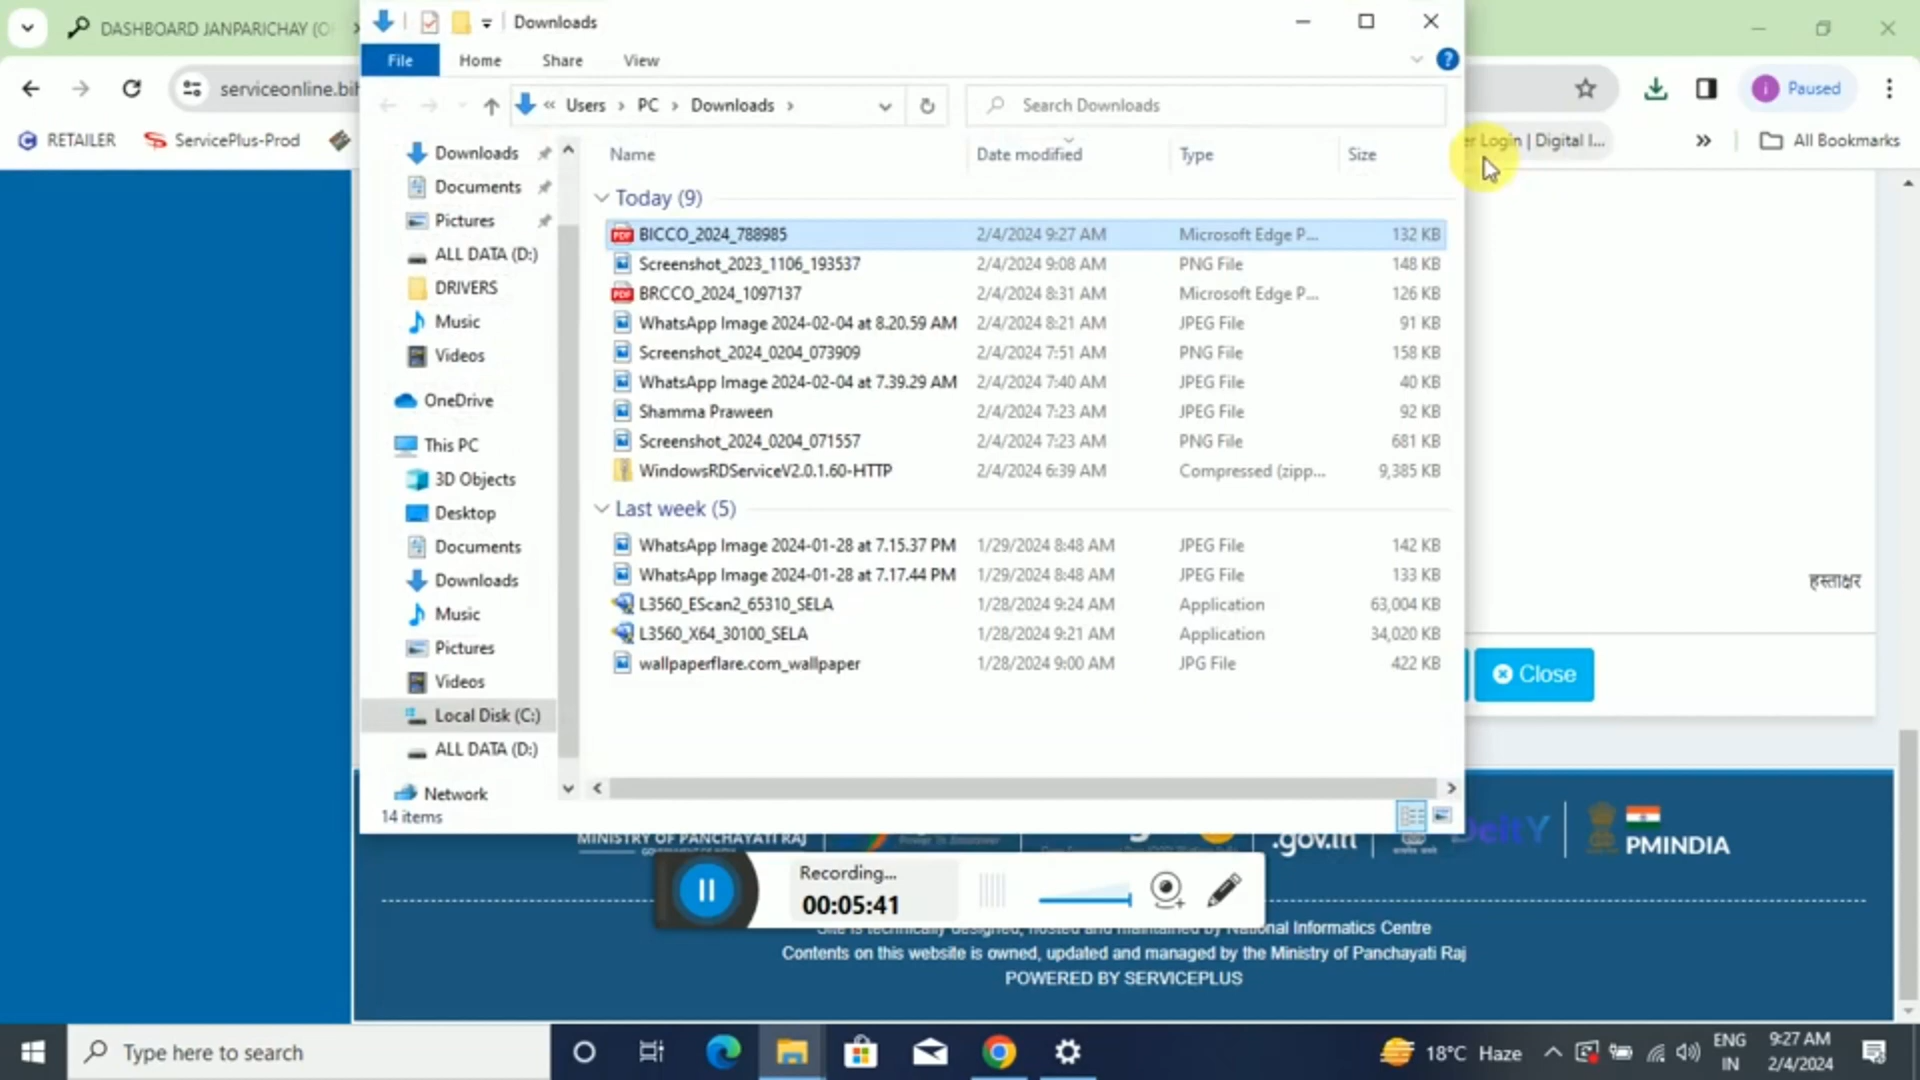 DASHBOARD JANPARICHAY (O
Downloads
File
Home
Share
View
?
serviceonline.bih
i
Paused
« Users > PC > Downloads >
Search Downloads
RETAILER
ServicePlus-Prod
er Login | Digital I...
»
All Bookmarks
Downloads
Documents
Pictures
ALL DATA (D:)
DRIVERS
Music
Videos
OneDrive
This PC
3D Objects
Desktop
Documents
Downloads
Music
Pictures
Videos
Local Disk (C:)
ALL DATA (D:)
Network
14 items
Name Date modified Type Size
Today (9)
BICCO_2024_788985 2/4/2024 9:27 AM Microsoft Edge P... 132 KB
Screenshot_2023_1106_193537 2/4/2024 9:08 AM PNG File 148 KB
BRCCO_2024_1097137 2/4/2024 8:31 AM Microsoft Edge P... 126 KB
WhatsApp Image 2024-02-04 at 8.20.59 AM 2/4/2024 8:21 AM JPEG File 91 KB
Screenshot_2024_0204_073909 2/4/2024 7:51 AM PNG File 158 KB
WhatsApp Image 2024-02-04 at 7.39.29 AM 2/4/2024 7:40 AM JPEG File 40 KB
Shamma Praween 2/4/2024 7:23 AM JPEG File 92 KB
Screenshot_2024_0204_071557 2/4/2024 7:23 AM PNG File 681 KB
WindowsRDServiceV2.0.1.60-HTTP 2/4/2024 6:39 AM Compressed (zipp... 9,385 KB
Last week (5)
WhatsApp Image 2024-01-28 at 7.15.37 PM 1/29/2024 8:48 AM JPEG File 142 KB
WhatsApp Image 2024-01-28 at 7.17.44 PM 1/29/2024 8:48 AM JPEG File 133 KB
L3560_EScan2_65310_SELA 1/28/2024 9:24 AM Application 63,004 KB
L3560_X64_30100_SELA 1/28/2024 9:21 AM Application 34,020 KB
wallpaperflare.com_wallpaper 1/28/2024 9:00 AM JPG File 422 KB
हस्ताक्षर
Close
MINISTRY OF PANCHAYATI RAJ
.gov.in
DeitY
PMINDIA
Recording...
00:05:41
Site is technically designed, hosted and maintained by National Informatics Centre
Contents on this website is owned, updated and managed by the Ministry of Panchayati Raj
POWERED BY SERVICEPLUS
Type here to search
18°C Haze
ENG
IN
9:27 AM
2/4/2024